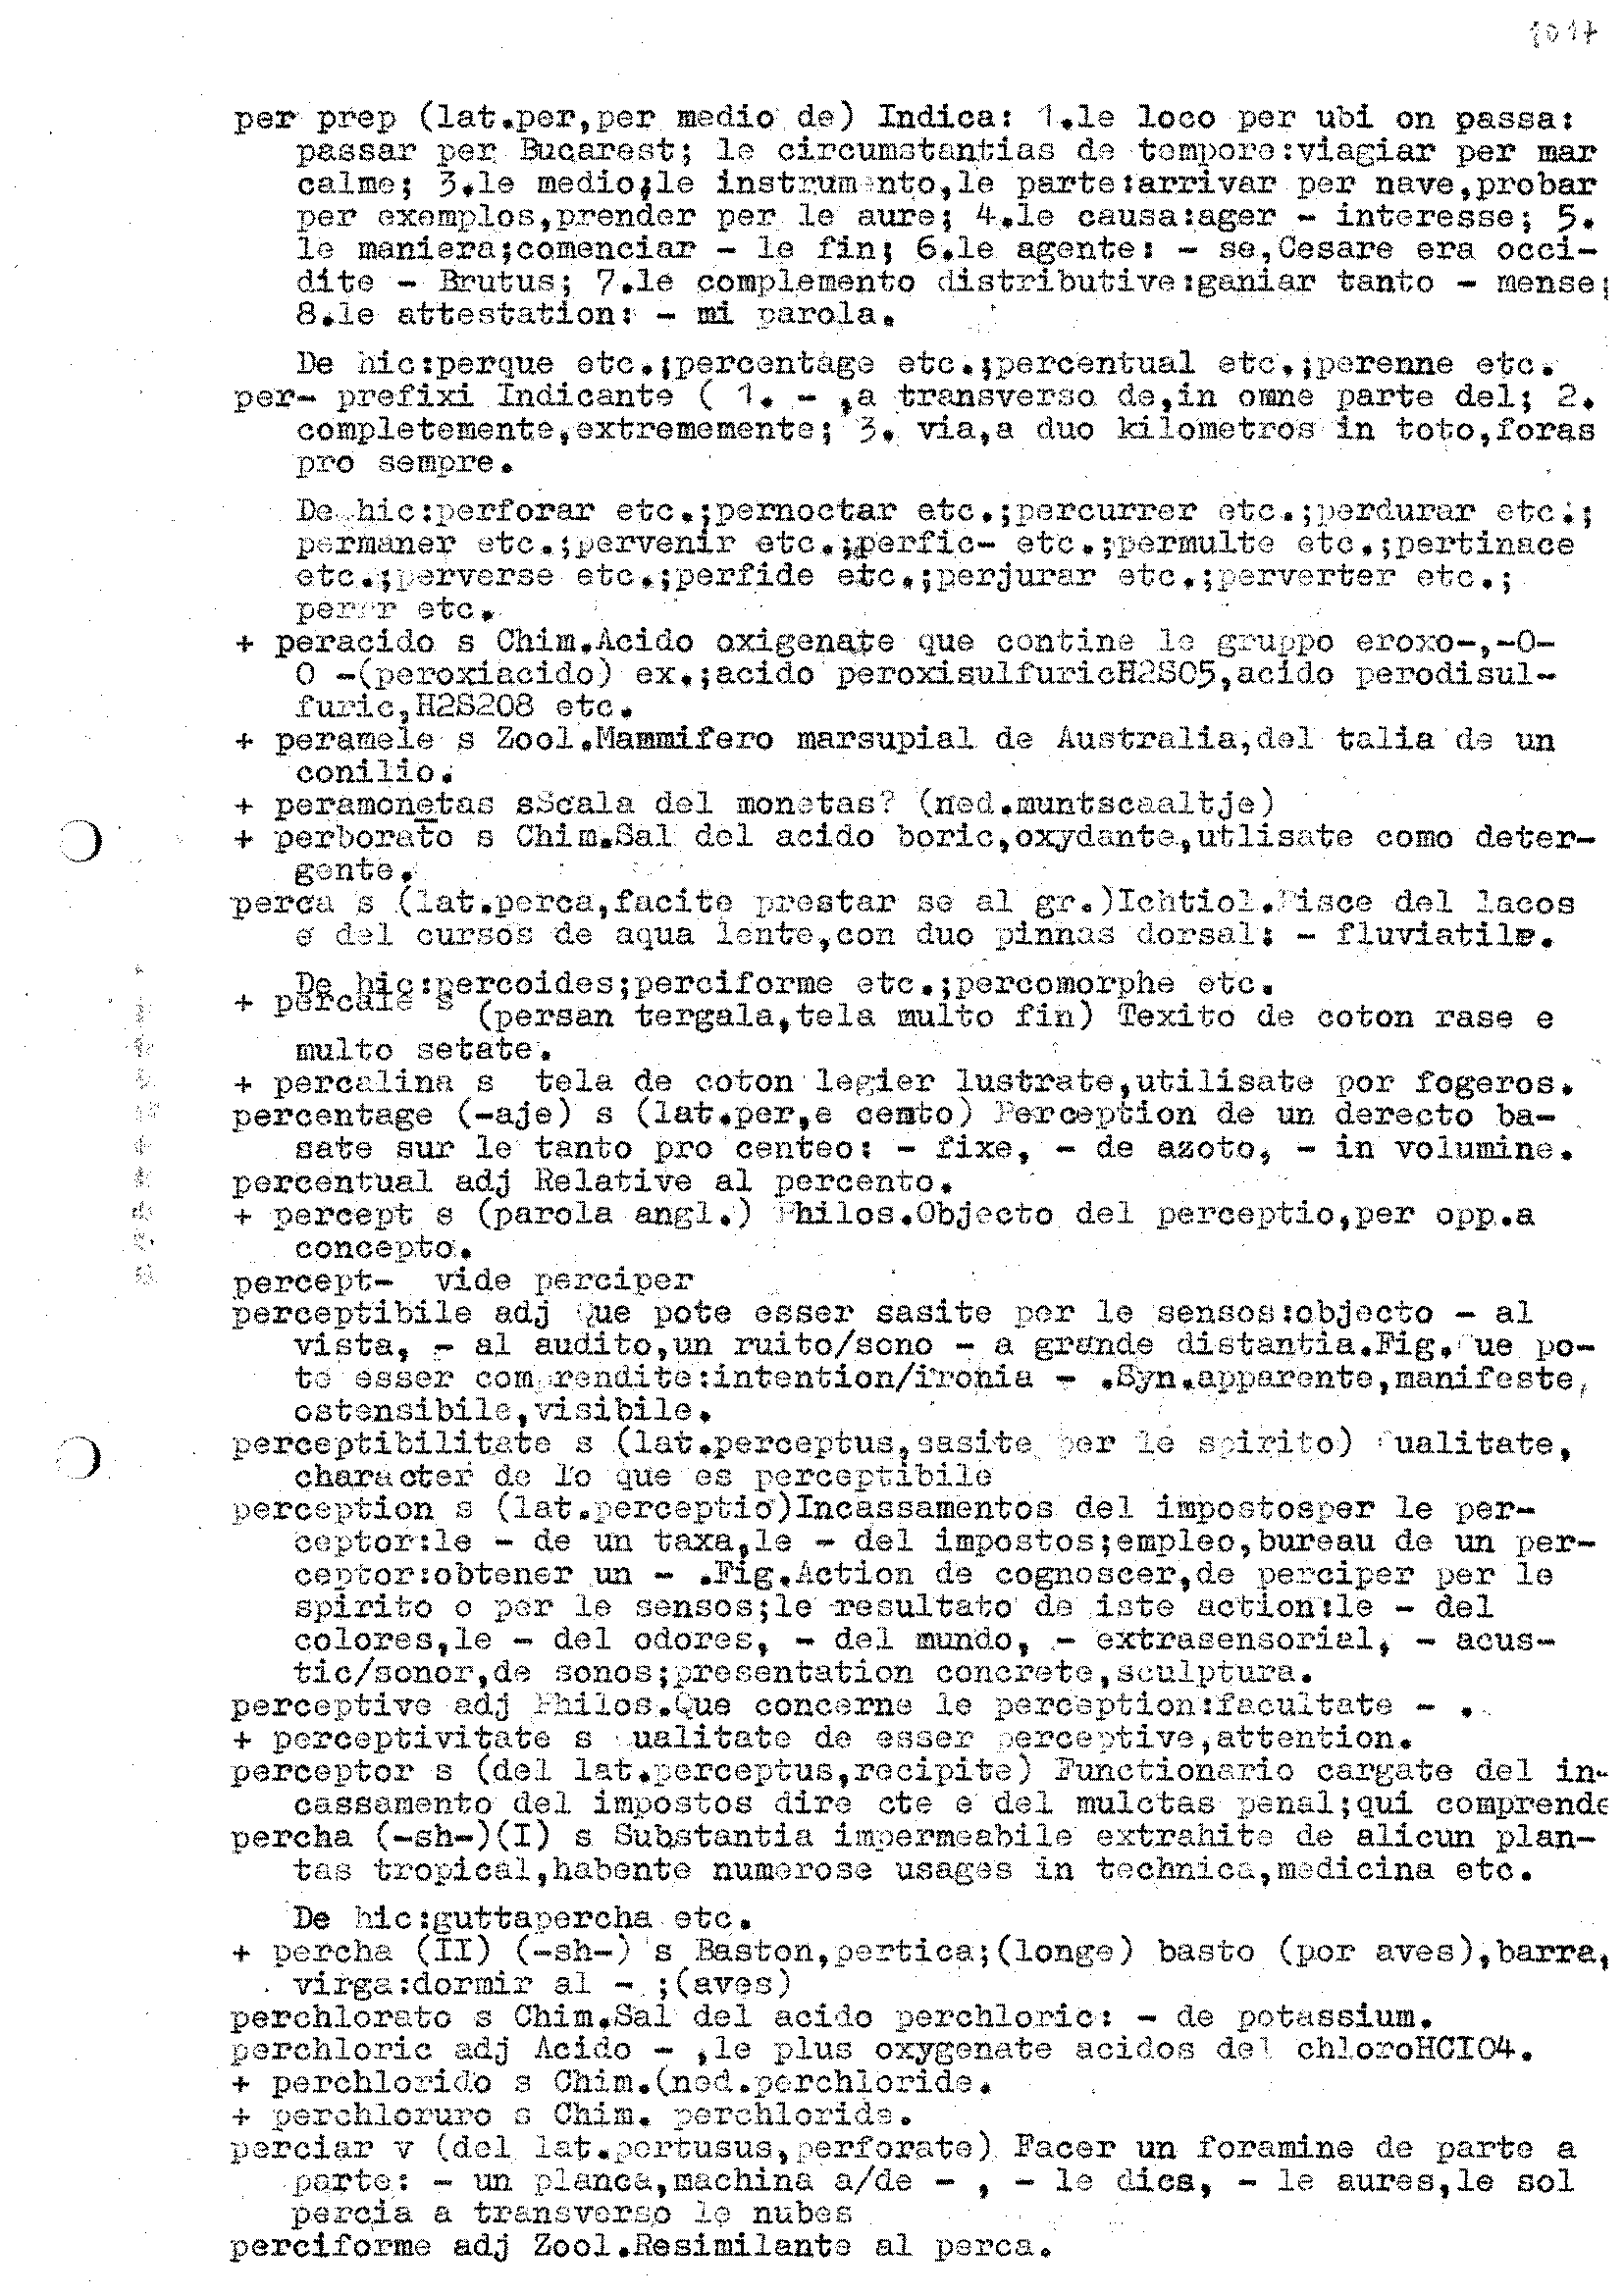 1017
per prep (lat.per,per medio de) Indica: 1.le loco per ubi on passa:
passar per Bucarest; le circumstantias de tempore:viagiar per mar
calme; 3.le medio;le instrumento,le parte:arrivar per nave,probar
per exemplos,prender per le aure; 4.le causa:ager - interesse; 5.
le maniera;comenciar - le fin; 6.le agente: - se,Cesare era occi-
dite - Brutus; 7.le complemento distributive:ganiar tanto - mense;
8.le attestation: - mi parola.
De hic:perque etc.;percentage etc.;percentual etc.;perenne etc.
per- prefixi Indicante ( 1. - ,a transverso de,in omne parte del; 2.
completemente,extrememente; 3. via,a duo kilometros in toto,foras
pro sempre.
De hic:perforar etc.;pernoctar etc.;percurrer etc.;perdurar etc.;
permaner etc.;pervenir etc.;perfic- etc.;permulte etc.;pertinace
etc.;perverse etc.;perfide etc.;perjurar etc.;perverter etc.;
perir etc.
+ peracido s Chim.Acido oxigenate que contine le gruppo eroxo-,-O-
O -(peroxiacido) ex.;acido peroxisulfuricH2SO5,acido perodisul-
furic,H2S2O8 etc.
+ peramele s Zool.Mammifero marsupial de Australia,del talia de un
conilio.
+ peramonetas sScala del monetas? (ned.muntscaaltje)
+ perborato s Chim.Sal del acido boric,oxydante,utlisate como deter-
gente.
perca s (lat.perca,facite prestar se al gr.)Ichtiol.Pisce del lacos
e del cursos de aqua lente,con duo pinnas dorsal: - fluviatile.
De hic:percoides;perciforme etc.;percomorphe etc.
+ percale s (persan tergala,tela multo fin) Texito de coton rase e
multo setate.
+ percalina s tela de coton legier lustrate,utilisate por fogeros.
percentage (-aje) s (lat.per,e cento) Perception de un derecto ba-
sate sur le tanto pro centeo: - fixe, - de azoto, - in volumine.
percentual adj Relative al percento.
+ percept s (parola angl.) Philos.Objecto del perceptio,per opp.a
concepto.
percept- vide perciper
perceptibile adj Que pote esser sasite per le sensos:objecto - al
vista, - al audito,un ruito/sono - a grande distantia.Fig. ue po-
te esser comprendite:intention/ironia - .Syn.apparente,manifeste,
ostensibile,visibile.
perceptibilitate s (lat.perceptus,sasite per le spirito) ualitate,
character de lo que es perceptibile
perception s (lat.perceptio)Incassamentos del impostosper le per-
ceptor:le - de un taxa,le - del impostos;empleo,bureau de un per-
ceptor:obtener un - .Fig.Action de cognoscer,de perciper per le
spirito o per le sensos;le resultato de iste action:le - del
colores,le - del odores, - del mundo, - extrasensorial, - acus-
tic/sonor,de sonos;presentation concrete,sculptura.
perceptive adj Philos.Que concerne le perception:facultate - .
+ perceptivitate s ualitate de esser perceptive,attention.
perceptor s (del lat.perceptus,recipite) Functionario cargate del in-
cassamento del impostos dire cte e del mulctas penal;qui comprende
percha (-sh-)(I) s Substantia impermeabile extrahite de alicun plan-
tas tropical,habente numerose usages in technica,medicina etc.
De hic:guttapercha etc.
+ percha (II) (-sh-) s Baston,pertica;(longe) basto (por aves),barra,
virga:dormir al - ;(aves)
perchlorato s Chim.Sal del acido perchloric: - de potassium.
perchloric adj Acido - ,le plus oxygenate acidos del chloroHClO4.
+ perchlorido s Chim.(ned.perchloride.
+ perchloruro s Chim. perchloride.
perciar v (del lat.pertusus,perforate) Facer un foramine de parte a
parte: - un planca,machina a/de - , - le dica, - le aures,le sol
percia a transverso le nubes
perciforme adj Zool.Resimilante al perca.